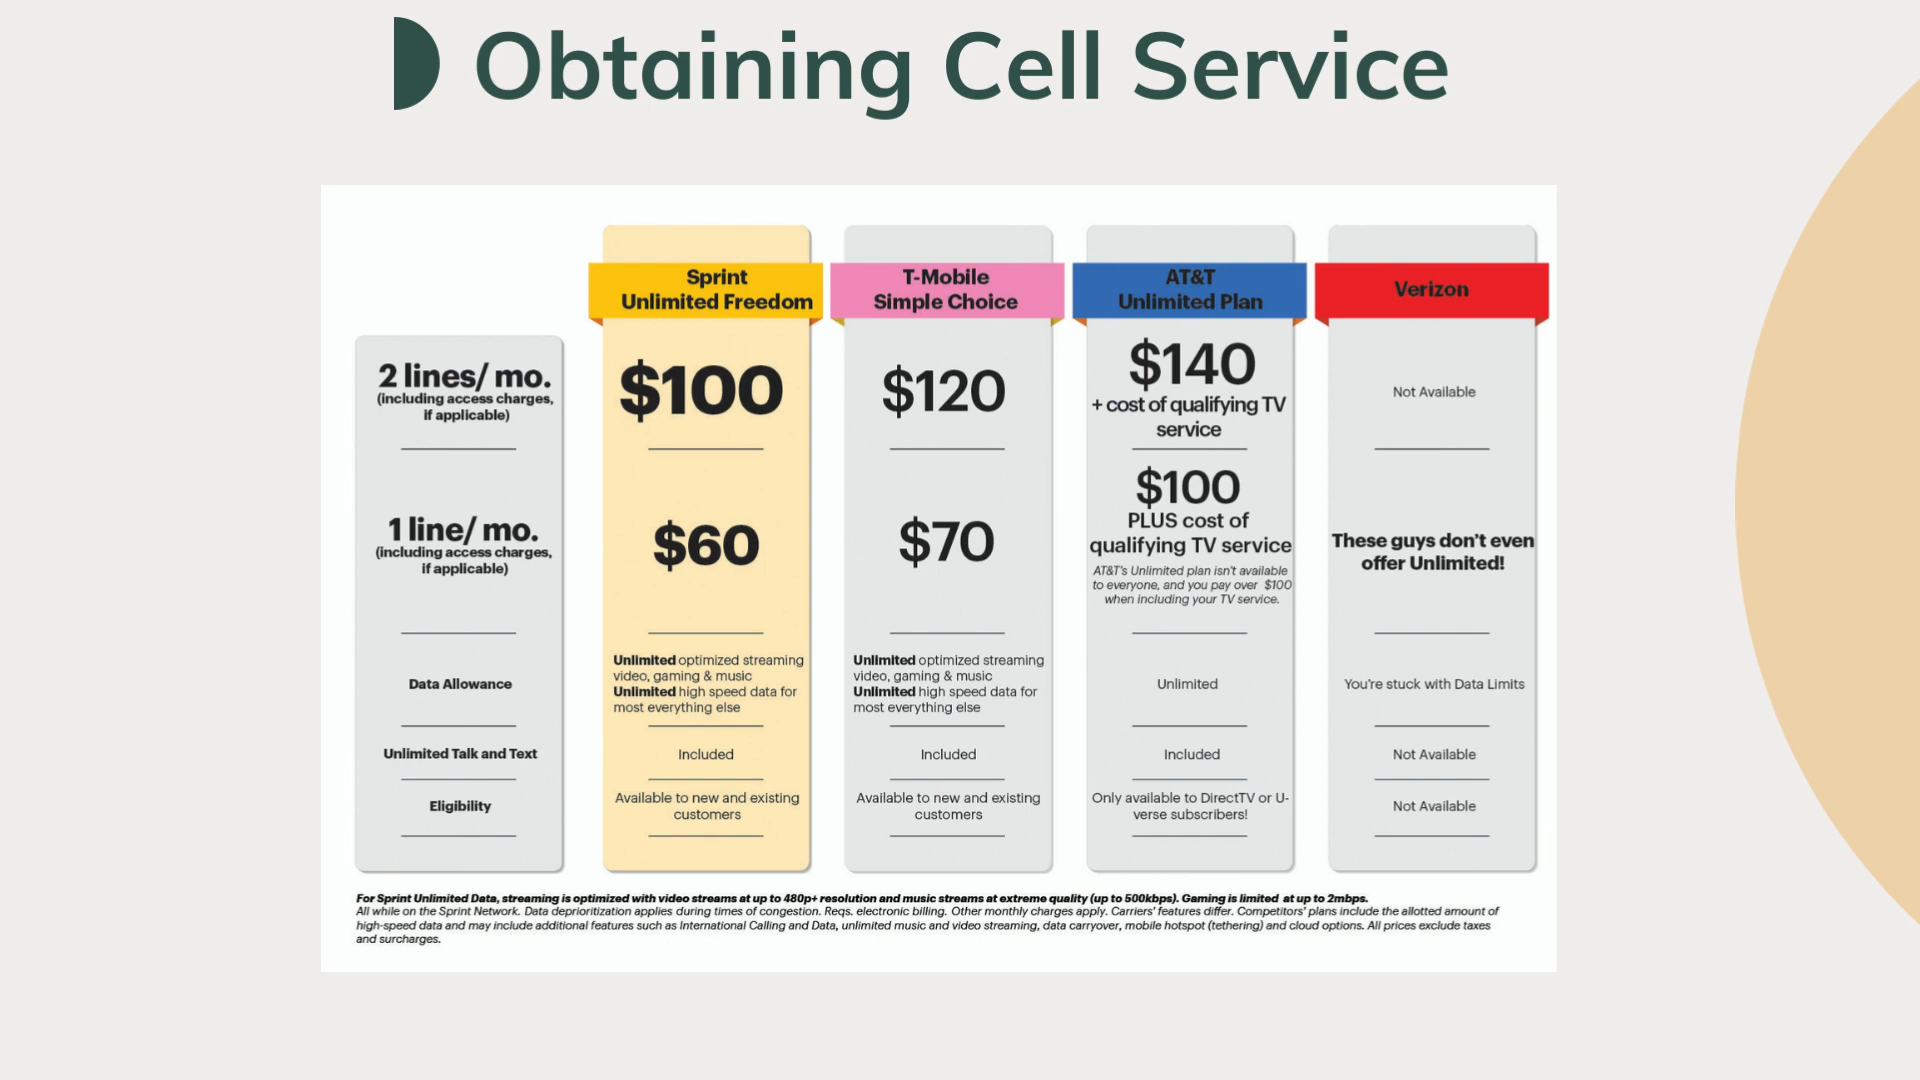 Obtaining Cell Service
Sprint
Unlimited Freedom
T-Mobile
Simple Choice
AT&T
Unlimited Plan
Verizon
2 lines/ mo.
(including access charges,
if applicable)
$100
$120
$140
+ cost of qualifying TV
service
Not Available
1 line/ mo.
(including access charges,
if applicable)
$60
$70
$100
PLUS cost of
qualifying TV service
AT&T's Unlimited plan isn't available
to everyone, and you pay over $100
when including your TV service.
These guys don't even
offer Unlimited!
Data Allowance
Unlimited optimized streaming
video, gaming & music
Unlimited high speed data for
most everything else
Unlimited optimized streaming
video, gaming & music
Unlimited high speed data for
most everything else
Unlimited
You're stuck with Data Limits
Unlimited Talk and Text
Included
Included
Included
Not Available
Eligibility
Available to new and existing
customers
Available to new and existing
customers
Only available to DirectTV or U-
verse subscribers!
Not Available
For Sprint Unlimited Data, streaming is optimized with video streams at up to 480p+ resolution and music streams at extreme quality (up to 500kbps). Gaming is limited at up to 2mbps.
All while on the Sprint Network. Data deprioritization applies during times of congestion. Reqs. electronic billing. Other monthly charges apply. Carriers' features differ. Competitors' plans include the allotted amount of
high-speed data and may include additional features such as International Calling and Data, unlimited music and video streaming, data carryover, mobile hotspot (tethering) and cloud options. All prices exclude taxes
and surcharges.